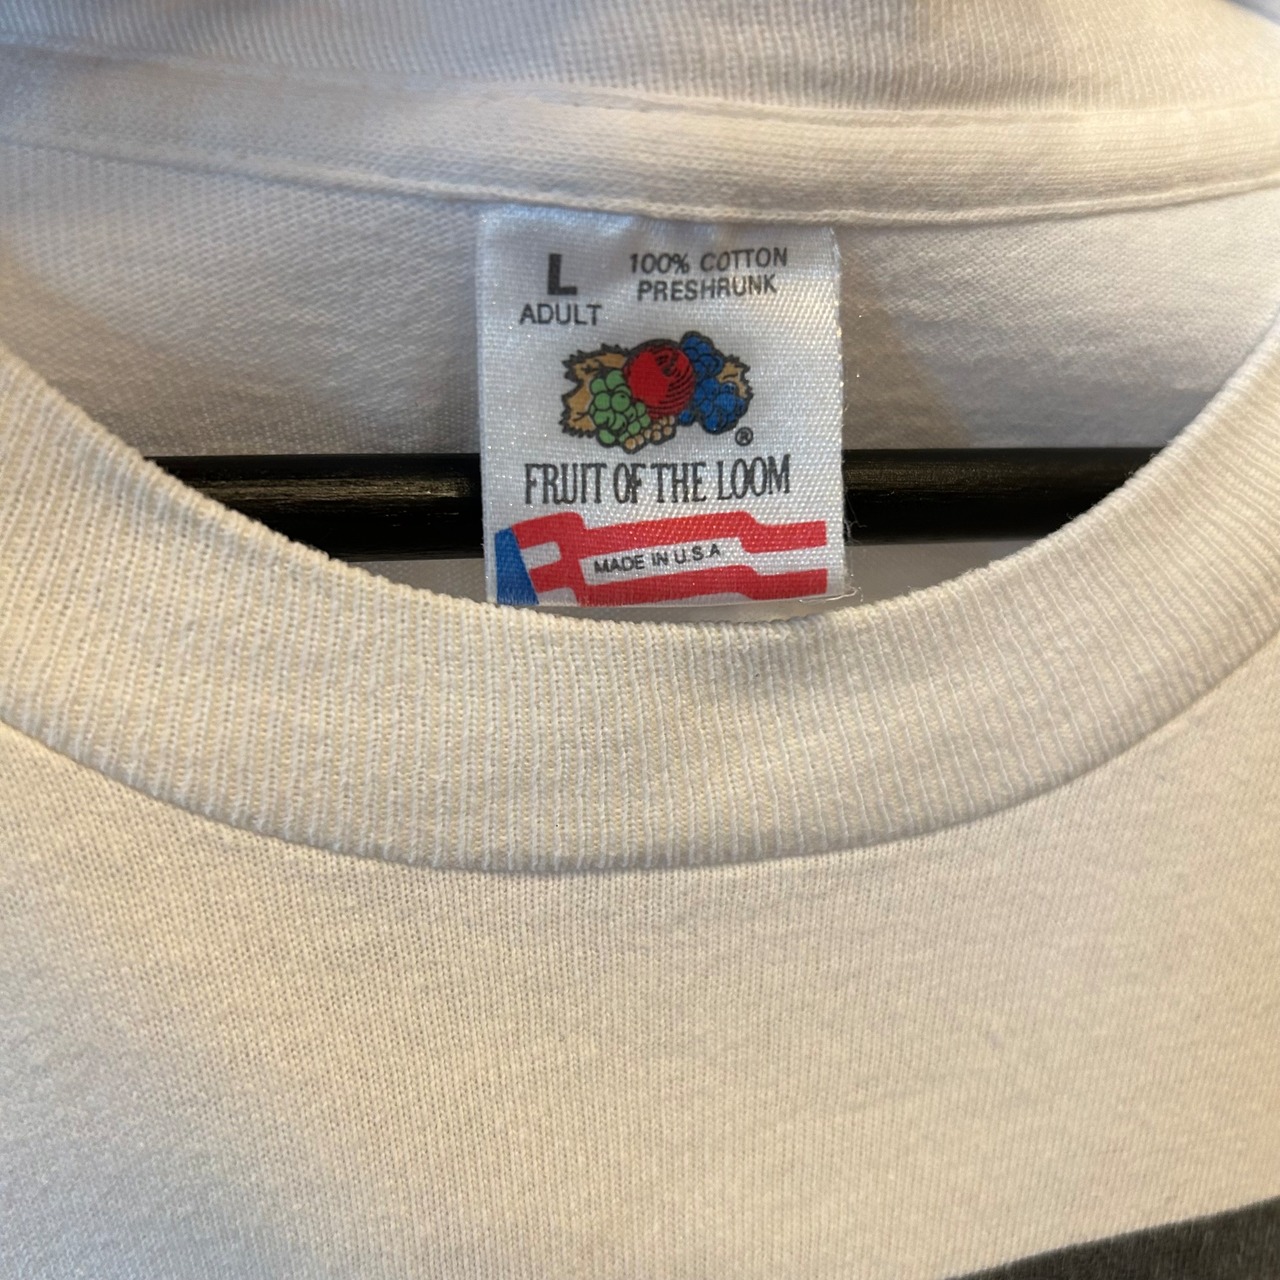 L
ADULT
100% COTTON
PRESHRUNK
®
FRUIT OF THE LOOM
MADE IN U.S.A